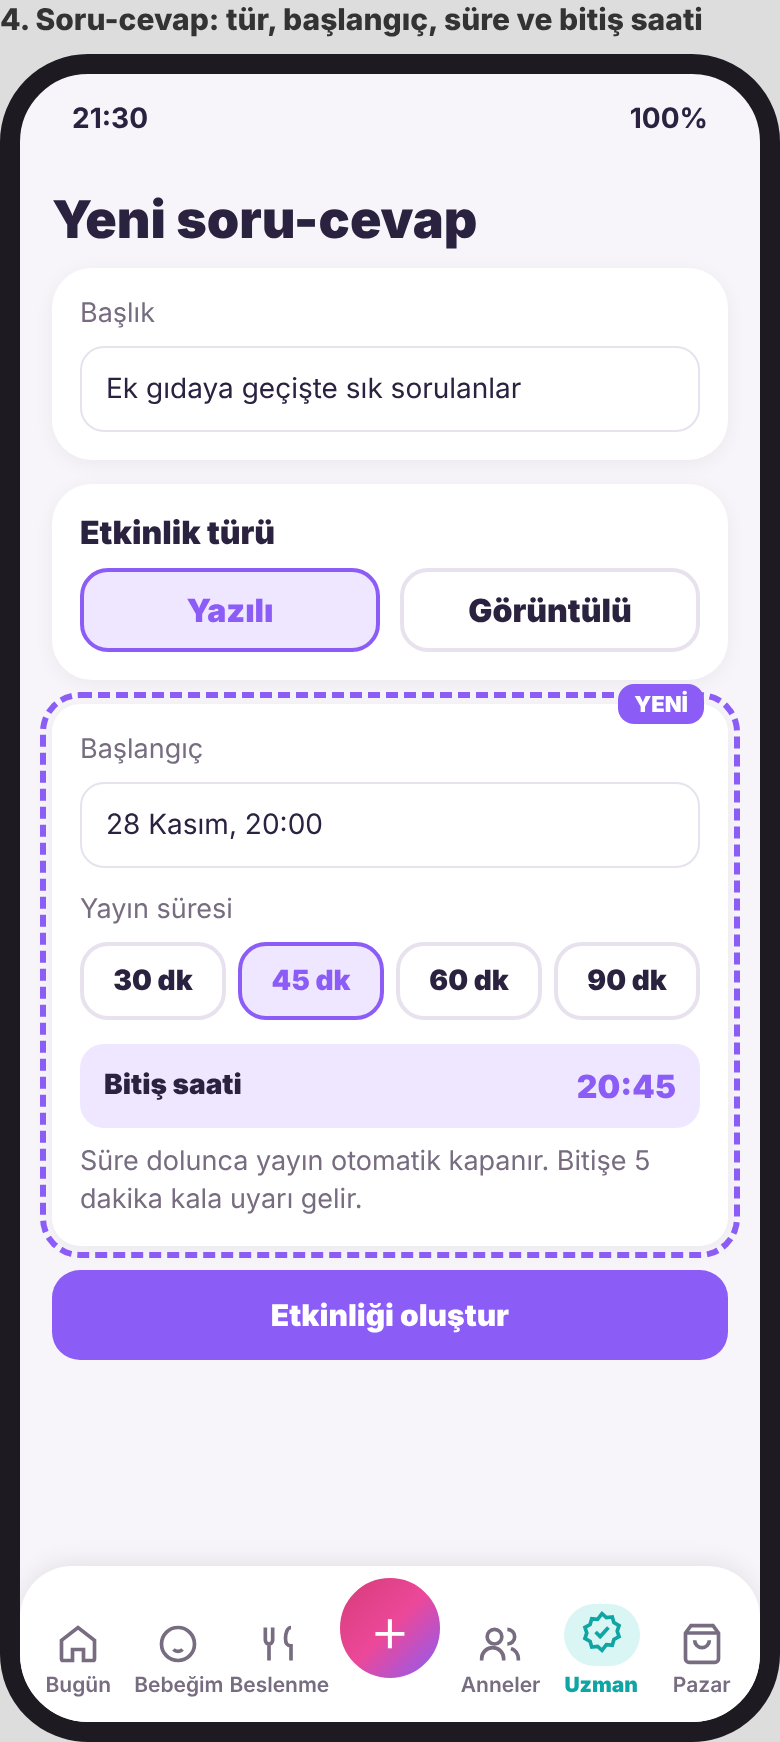 4. Soru-cevap: tür, başlangıç, süre ve bitiş saati
21:30 100%
Yeni soru-cevap
Başlık
Ek gıdaya geçişte sık sorulanlar
Etkinlik türü
Yazılı Görüntülü
YENİ
Başlangıç
28 Kasım, 20:00
Yayın süresi
30 dk 45 dk 60 dk 90 dk
Bitiş saati 20:45
Süre dolunca yayın otomatik kapanır. Bitişe 5
dakika kala uyarı gelir.
Etkinliği oluştur
Bugün Bebeğim Beslenme + Anneler Uzman Pazar